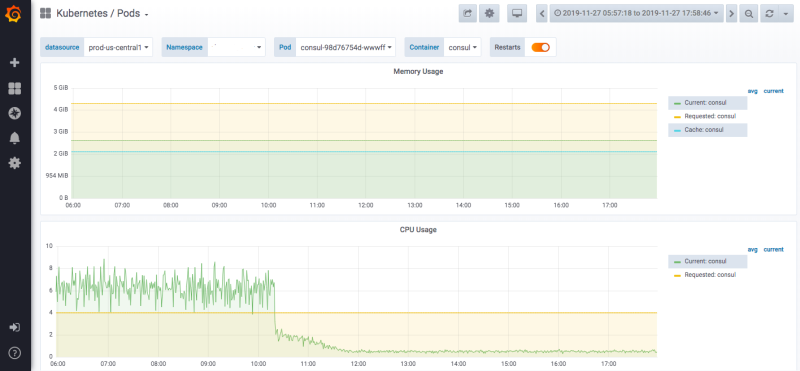 Kubernetes / Pods
2019-11-27 05:57:18 to 2019-11-27 17:58:46
datasource prod-us-central1 Namespace Pod consul-98d76754d-wwwff Container consul Restarts
Memory Usage
5 GiB
4 GiB
3 GiB
2 GiB
954 MiB
0 B
06:00 07:00 08:00 09:00 10:00 11:00 12:00 13:00 14:00 15:00 16:00 17:00
avg current
Current: consul
Requested: consul
Cache: consul
CPU Usage
10
8
6
4
2
0
06:00 07:00 08:00 09:00 10:00 11:00 12:00 13:00 14:00 15:00 16:00 17:00
avg current
Current: consul
Requested: consul